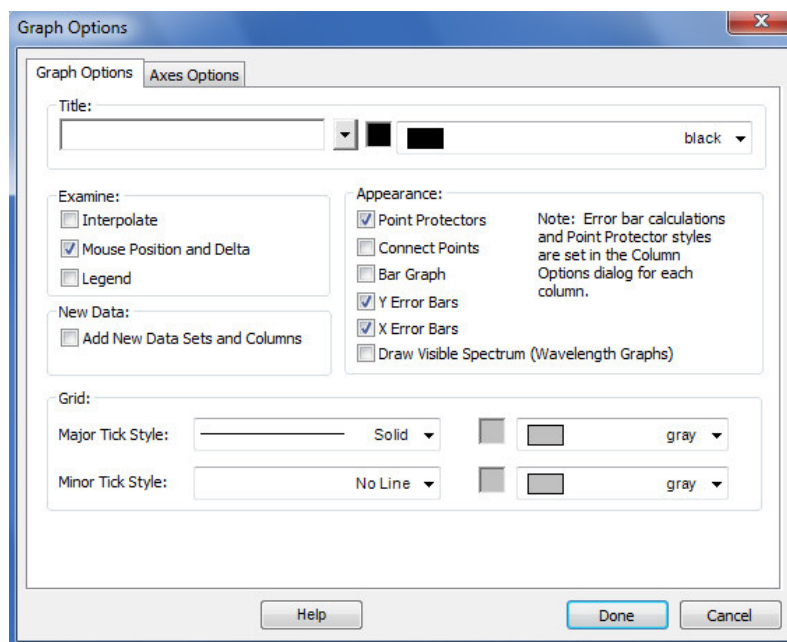 Graph Options
Graph Options
Axes Options
Title:
black
Examine:
Interpolate
Mouse Position and Delta
Legend
New Data:
Add New Data Sets and Columns
Appearance:
Point Protectors
Connect Points
Bar Graph
Y Error Bars
X Error Bars
Draw Visible Spectrum (Wavelength Graphs)
Note: Error bar calculations
and Point Protector styles
are set in the Column
Options dialog for each
column.
Grid:
Major Tick Style:
Solid
gray
Minor Tick Style:
No Line
gray
Help
Done
Cancel